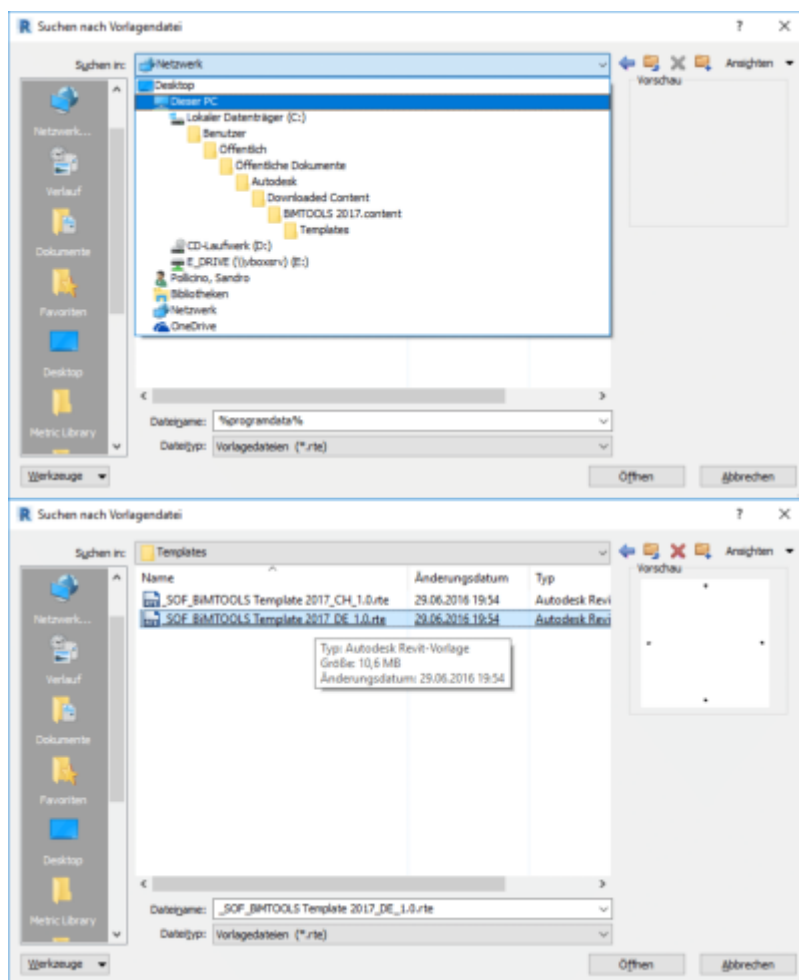 Suchen nach Vorlagendatei
Suchen in: Netzwerk Ansichten
Desktop Vorschau
Dieser PC
Lokaler Datenträger (C:)
Netzwerk... Benutzer
Öffentlich
Öffentliche Dokumente
Verlauf Autodesk
Downloaded Content
BiMTOOLS 2017.content
Templates
Dokumente CD-Laufwerk (D:)
E_DRIVE (\\vboxsrv) (E:)
Pollicino, Sandro
Bibliotheken
Favoriten Netzwerk
OneDrive
Desktop
Metric Library
Dateiname: %programdata%
Dateityp: Vorlagedateien (*.rte)
Werkzeuge Öffnen Abbrechen
Suchen nach Vorlagendatei
Suchen in: Templates Ansichten
Name Änderungsdatum Typ Vorschau
_SOF_BiMTOOLS Template 2017_CH_1.0.rte 29.06.2016 19:54 Autodesk Revi
Netzwerk... _SOF_BiMTOOLS Template 2017_DE_1.0.rte 29.06.2016 19:54 Autodesk Revi
Typ: Autodesk Revit-Vorlage
Größe: 10,6 MB
Änderungsdatum: 29.06.2016 19:54
Verlauf
Dokumente
Favoriten
Desktop
Metric Library
Dateiname: _SOF_BiMTOOLS Template 2017_DE_1.0.rte
Dateityp: Vorlagedateien (*.rte)
Werkzeuge Öffnen Abbrechen